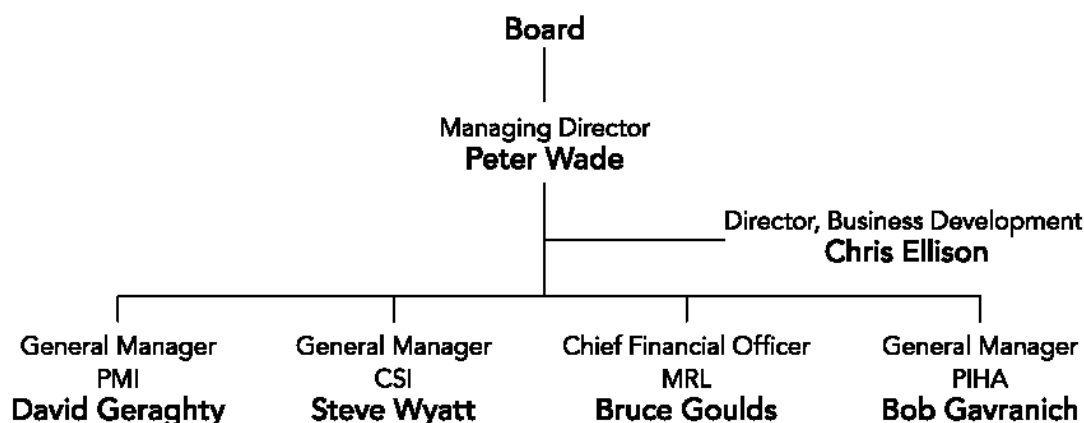 Board
Managing Director
Peter Wade
Director, Business Development
Chris Ellison
General Manager
PMI
David Geraghty
General Manager
CSI
Steve Wyatt
Chief Financial Officer
MRL
Bruce Goulds
General Manager
PIHA
Bob Gavranich